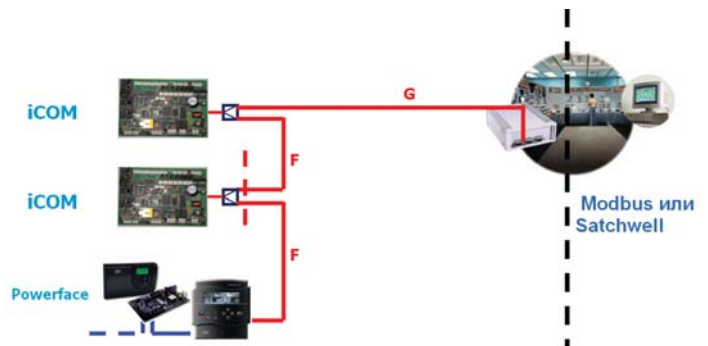 iCOM
G
F
iCOM
F
Modbus или
Satchwell
Powerface